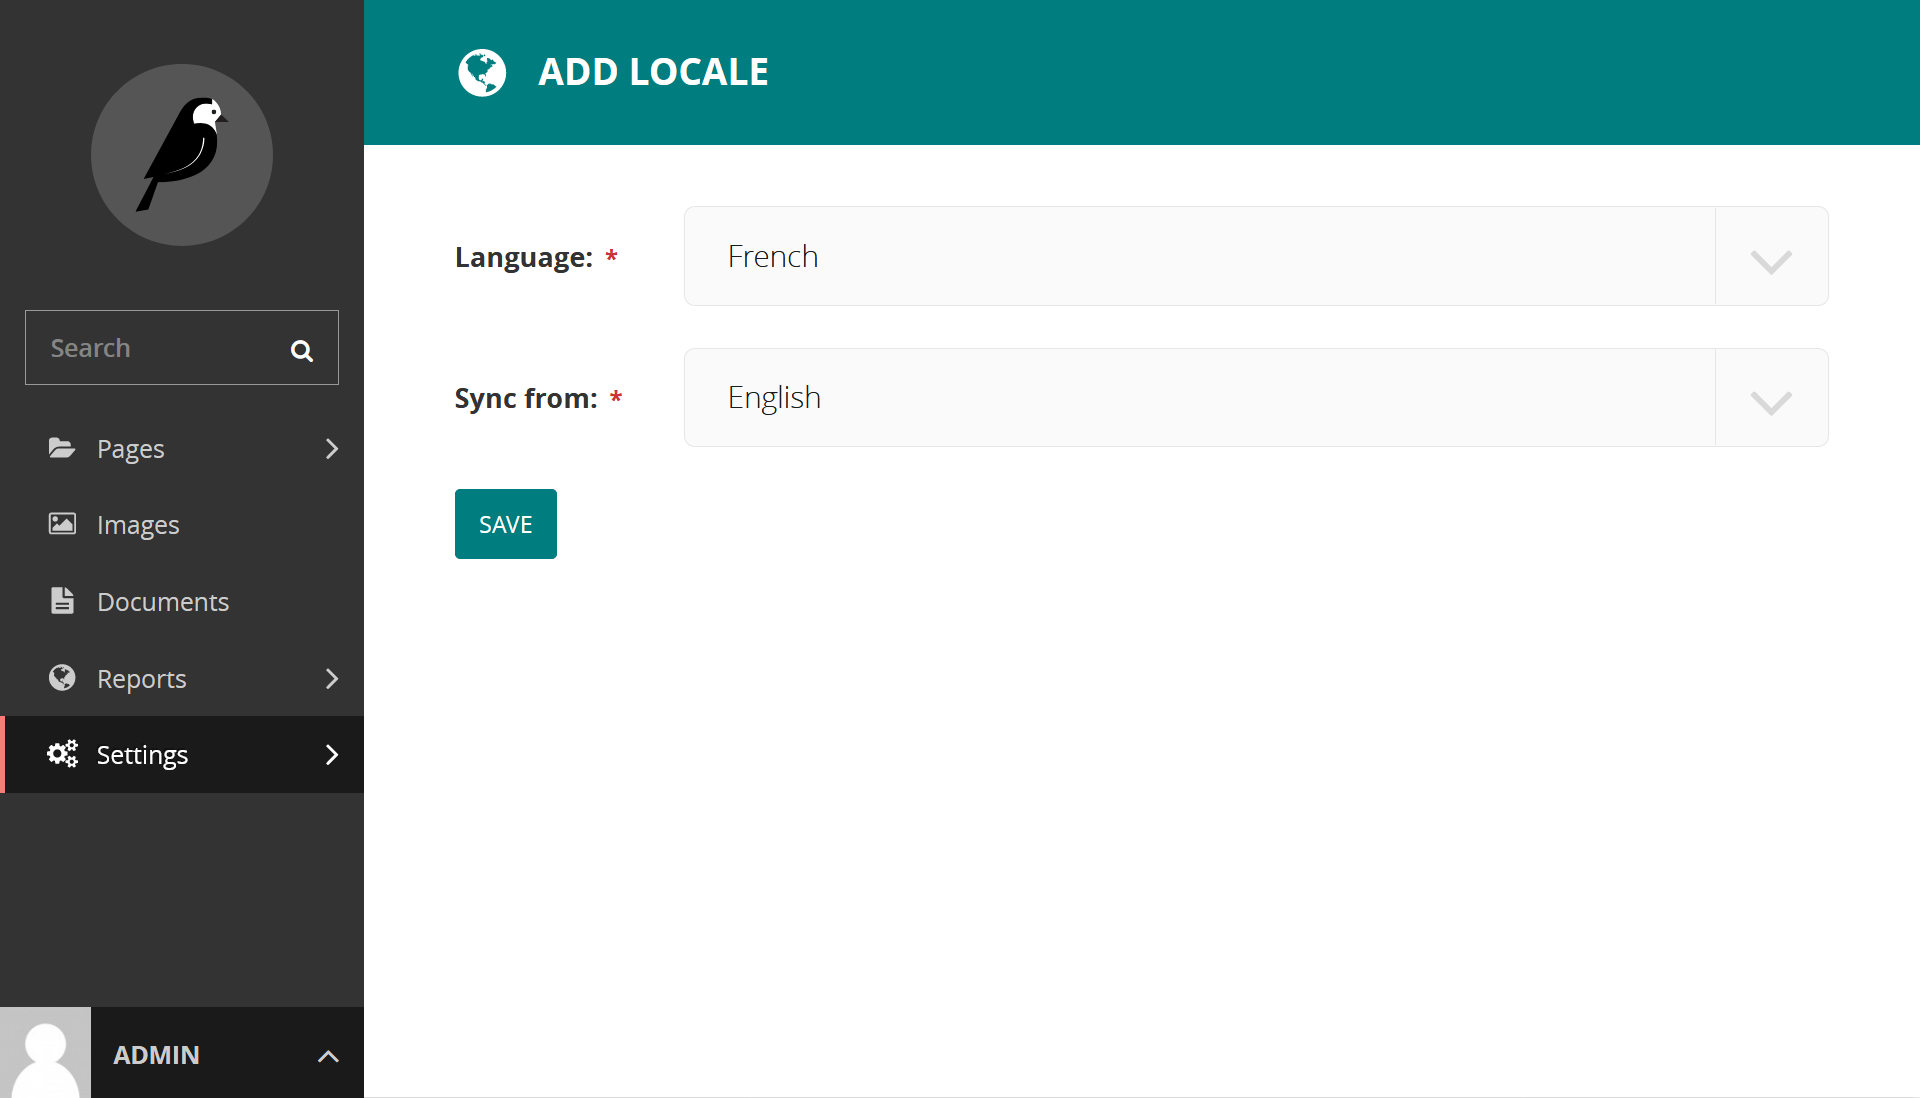 Search
Pages
Images
Documents
Reports
Settings
ADMIN
ADD LOCALE
Language: *
French
Sync from: *
English
SAVE